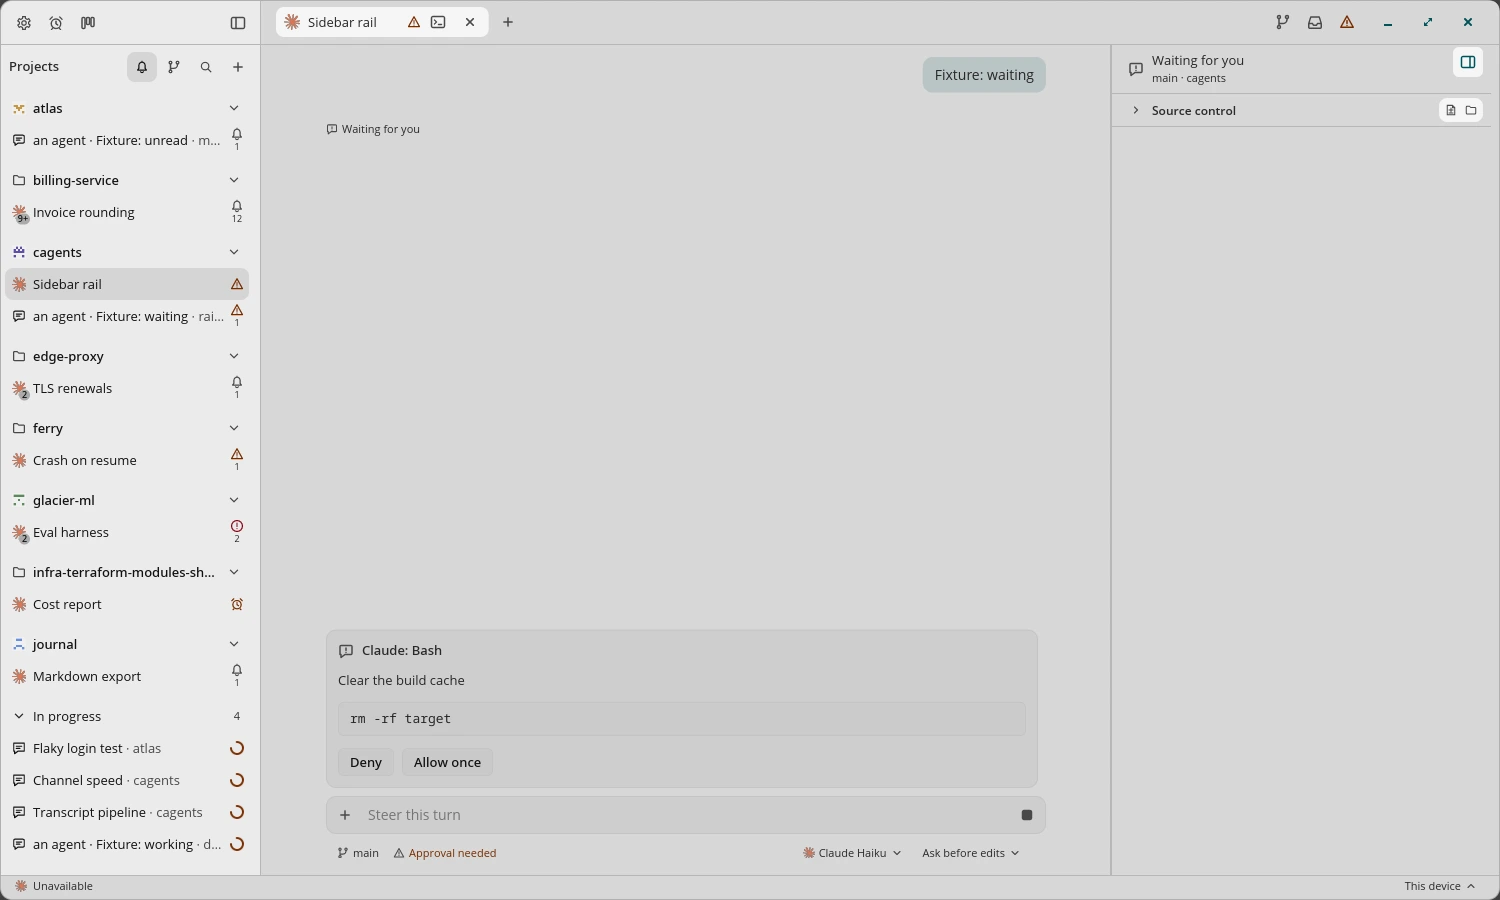 Sidebar rail
Projects
atlas
an agent · Fixture: unread · m...
1
billing-service
Invoice rounding
9+
12
cagents
Sidebar rail
an agent · Fixture: waiting · rai...
1
edge-proxy
TLS renewals
2
1
ferry
Crash on resume
1
glacier-ml
Eval harness
2
2
infra-terraform-modules-sh...
Cost report
journal
Markdown export
1
In progress
4
Flaky login test · atlas
Channel speed · cagents
Transcript pipeline · cagents
an agent · Fixture: working · d...
Fixture: waiting
Waiting for you
Claude: Bash
Clear the build cache
rm -rf target
Deny
Allow once
Steer this turn
main
Approval needed
Claude Haiku
Ask before edits
Waiting for you
main · cagents
Source control
Unavailable
This device